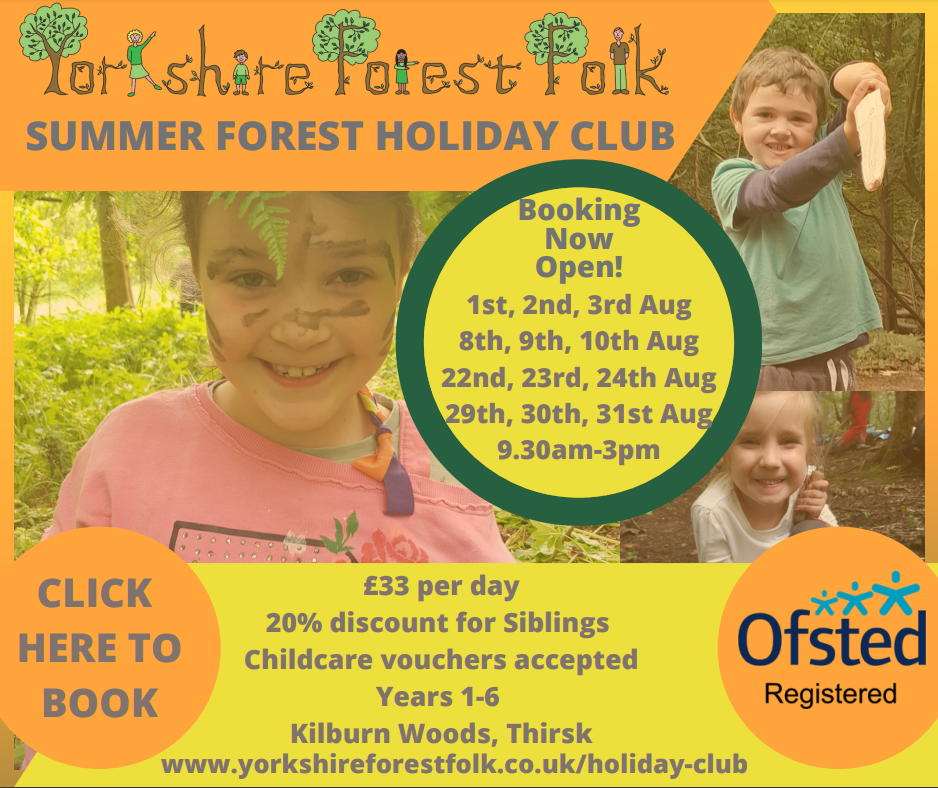 Yorkshire Forest Folk
SUMMER FOREST HOLIDAY CLUB
Booking
Now
Open!
1st, 2nd, 3rd Aug
8th, 9th, 10th Aug
22nd, 23rd, 24th Aug
29th, 30th, 31st Aug
9.30am-3pm
CLICK
HERE TO
BOOK
£33 per day
20% discount for Siblings
Childcare vouchers accepted
Years 1-6
Kilburn Woods, Thirsk
www.yorkshireforestfolk.co.uk/holiday-club
Ofsted
Registered